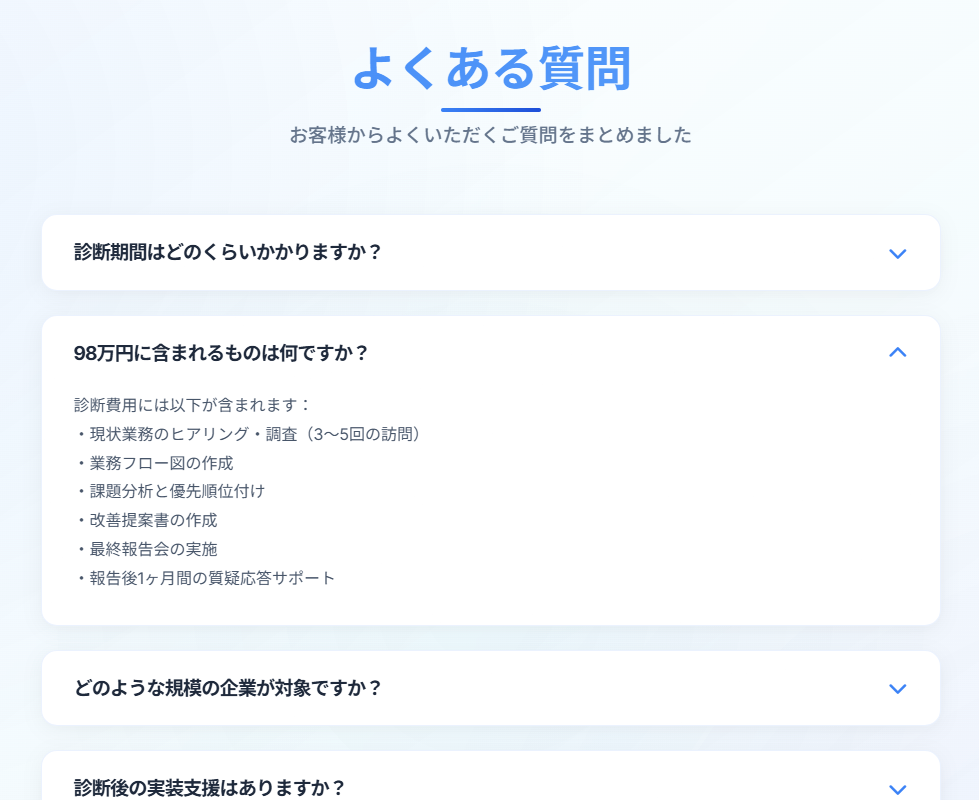 よくある質問
お客様からよくいただくご質問をまとめました
診断期間はどのくらいかかりますか？
98万円に含まれるものは何ですか？
診断費用には以下が含まれます：
・現状業務のヒアリング・調査（3〜5回の訪問）
・業務フロー図の作成
・課題分析と優先順位付け
・改善提案書の作成
・最終報告会の実施
・報告後1ヶ月間の質疑応答サポート
どのような規模の企業が対象ですか？
診断後の実装支援はありますか？